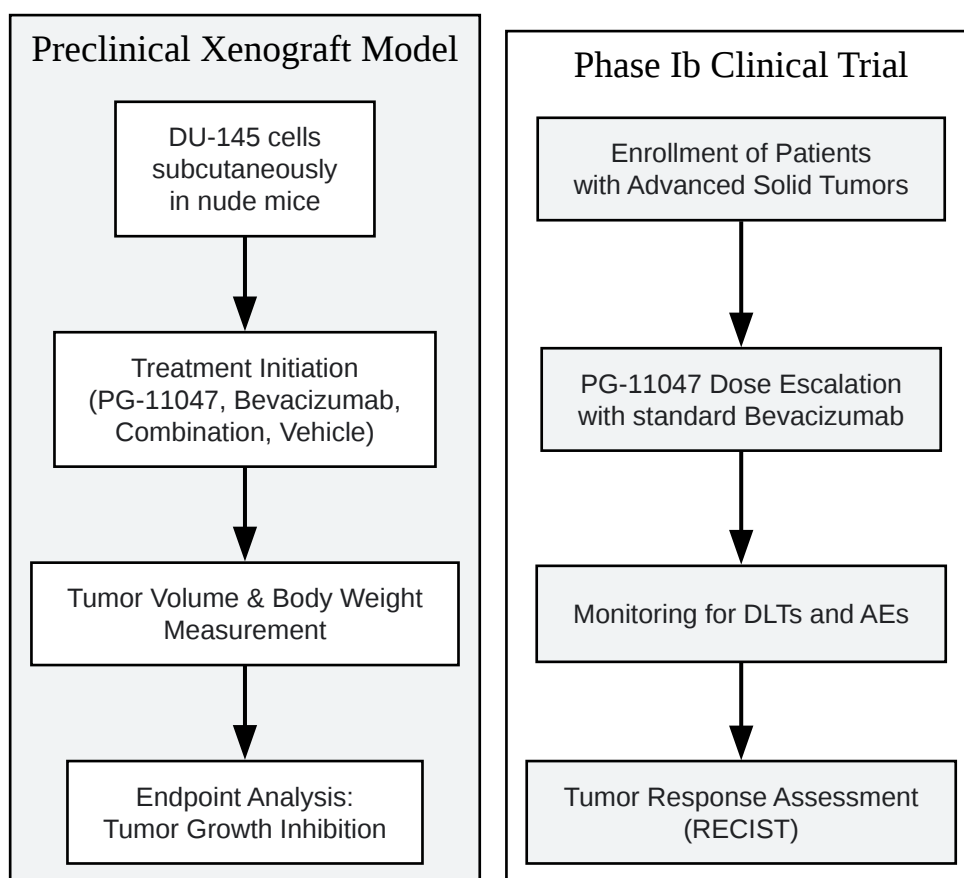 Preclinical Xenograft Model
DU-145 cells
subcutaneously
in nude mice
Treatment Initiation
(PG-11047, Bevacizumab,
Combination, Vehicle)
Tumor Volume & Body Weight
Measurement
Endpoint Analysis:
Tumor Growth Inhibition
Phase Ib Clinical Trial
Enrollment of Patients
with Advanced Solid Tumors
PG-11047 Dose Escalation
with standard Bevacizumab
Monitoring for DLTs and AEs
Tumor Response Assessment
(RECIST)